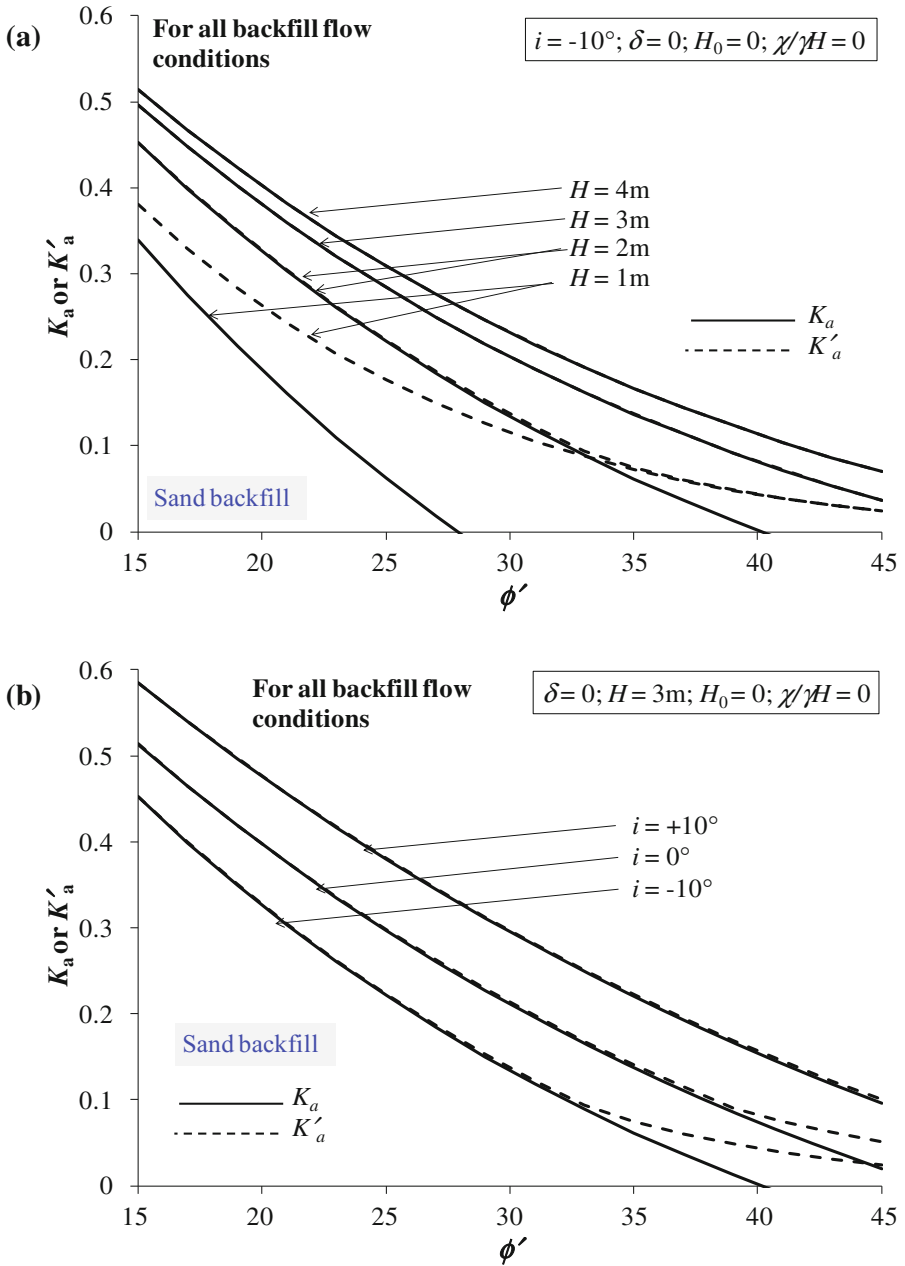 (a)
For all backfill flow
conditions
i = -10°; δ = 0; H₀ = 0; χ/γH = 0
0.5
0.4
0.3
0.2
0.1
0
Kₐ or K′ₐ
H = 4m
H = 3m
H = 2m
H = 1m
Kₐ
K′ₐ
Sand backfill
15 20 25 30 35 40 45
ϕ′
(b)
For all backfill flow
conditions
δ = 0; H = 3m; H₀ = 0; χ/γH = 0
0.6
0.5
0.4
0.3
0.2
0.1
0
Kₐ or K′ₐ
i = +10°
i = 0°
i = -10°
Sand backfill
Kₐ
K′ₐ
15 20 25 30 35 40 45
ϕ′